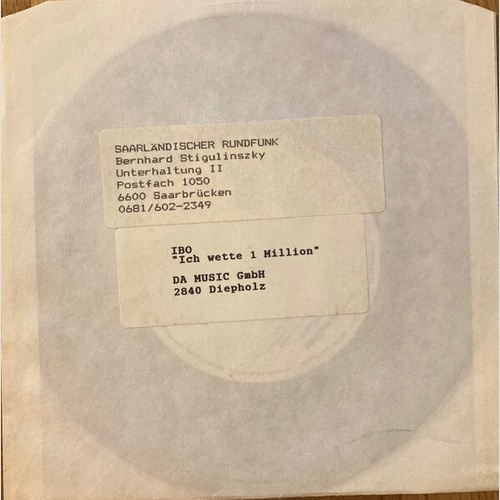 SAARLÄNDISCHER RUNDFUNK
Bernhard Stigulinszky
Unterhaltung II
Postfach 1050
6600 Saarbrücken
0681/602-2349
IBO
"Ich wette 1 Million"
DA MUSIC GmbH
2840 Diepholz